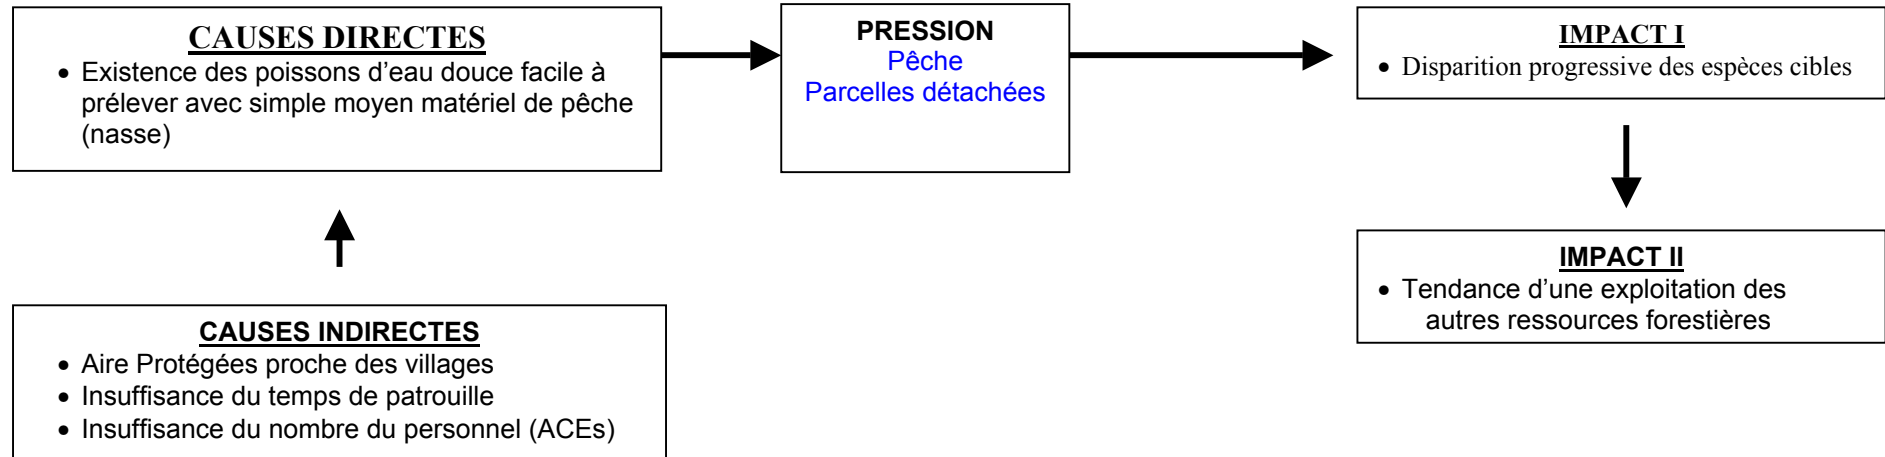 CAUSES DIRECTES
• Existence des poissons d'eau douce facile à
prélever avec simple moyen matériel de pêche
(nasse)
PRESSION
Pêche
Parcelles détachées
IMPACT I
• Disparition progressive des espèces cibles
CAUSES INDIRECTES
• Aire Protégées proche des villages
• Insuffisance du temps de patrouille
• Insuffisance du nombre du personnel (ACEs)
IMPACT II
• Tendance d'une exploitation des
autres ressources forestières